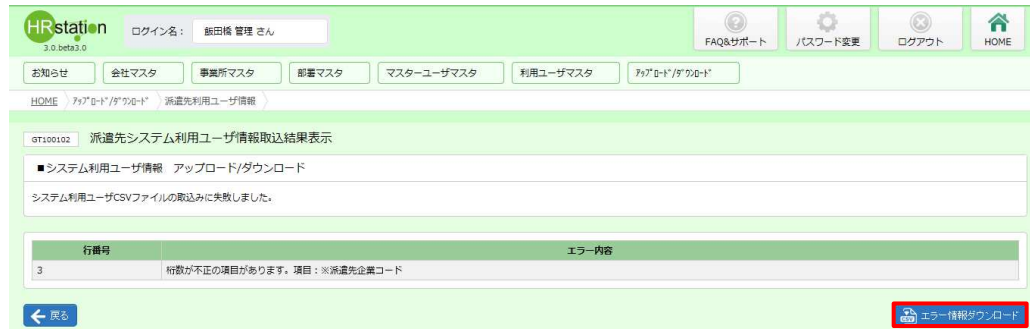 HRstation
3.0.beta3.0
ログイン名： 飯田橋 管理 さん
FAQ&サポート パスワード変更 ログアウト HOME
お知らせ 会社マスタ 事業所マスタ 部署マスタ マスターユーザマスタ 利用ユーザマスタ ｱｯﾌﾟﾛｰﾄﾞ/ﾀﾞｳﾝﾛｰﾄﾞ
HOME ｱｯﾌﾟﾛｰﾄﾞ/ﾀﾞｳﾝﾛｰﾄﾞ 派遣先利用ユーザ情報
GT100102 派遣先システム利用ユーザ情報取込結果表示
■システム利用ユーザ情報 アップロード/ダウンロード
システム利用ユーザCSVファイルの取込みに失敗しました。
行番号 エラー内容
3 桁数が不正の項目があります。項目：※派遣先企業コード
戻る CSV エラー情報ダウンロード